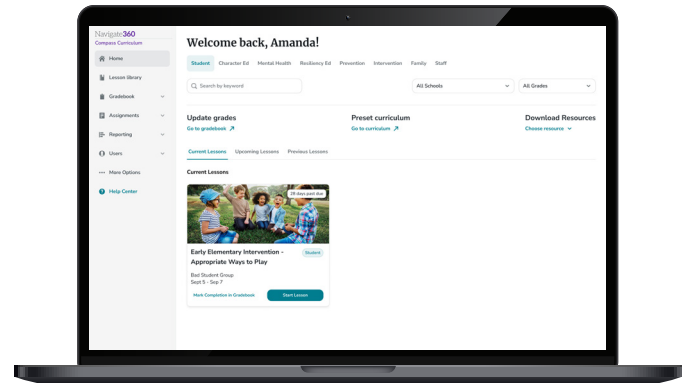 Navigate360
Compass Curriculum
Home
Lesson library
Gradebook
Assignments
Reporting
Users
More Options
Help Center
Welcome back, Amanda!
Student Character Ed Mental Health Resiliency Ed Prevention Intervention Family Staff
Search by keyword
All Schools
All Grades
Update grades
Go to gradebook
Preset curriculum
Go to curriculum
Download Resources
Choose resource
Current Lessons Upcoming Lessons Previous Lessons
Current Lessons
28 days past due
Early Elementary Intervention -
Appropriate Ways to Play
Student
Bad Student Group
Sept 5 - Sep 7
Mark Completion in Gradebook
Start Lesson